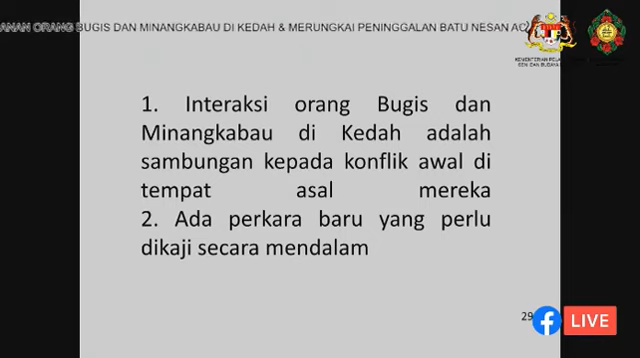 ANAN ORANG BUGIS DAN MINANGKABAU DI KEDAH & MERUNGKAI PENINGGALAN BATU NESAN AC
1. Interaksi orang Bugis dan
Minangkabau di Kedah adalah
sambungan kepada konflik awal di
tempat asal mereka
2. Ada perkara baru yang perlu
dikaji secara mendalam
29
LIVE